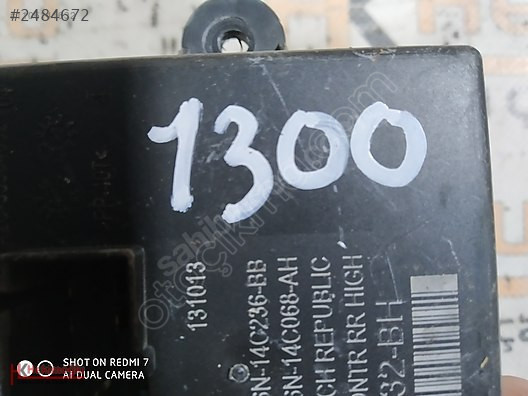 #2484672
1300
131013
6N-14C236-BB
6N-14C068-AH
CH REPUBLIC
ONTR RR HIGH
32-BH
SHOT ON REDMI 7
AI DUAL CAMERA